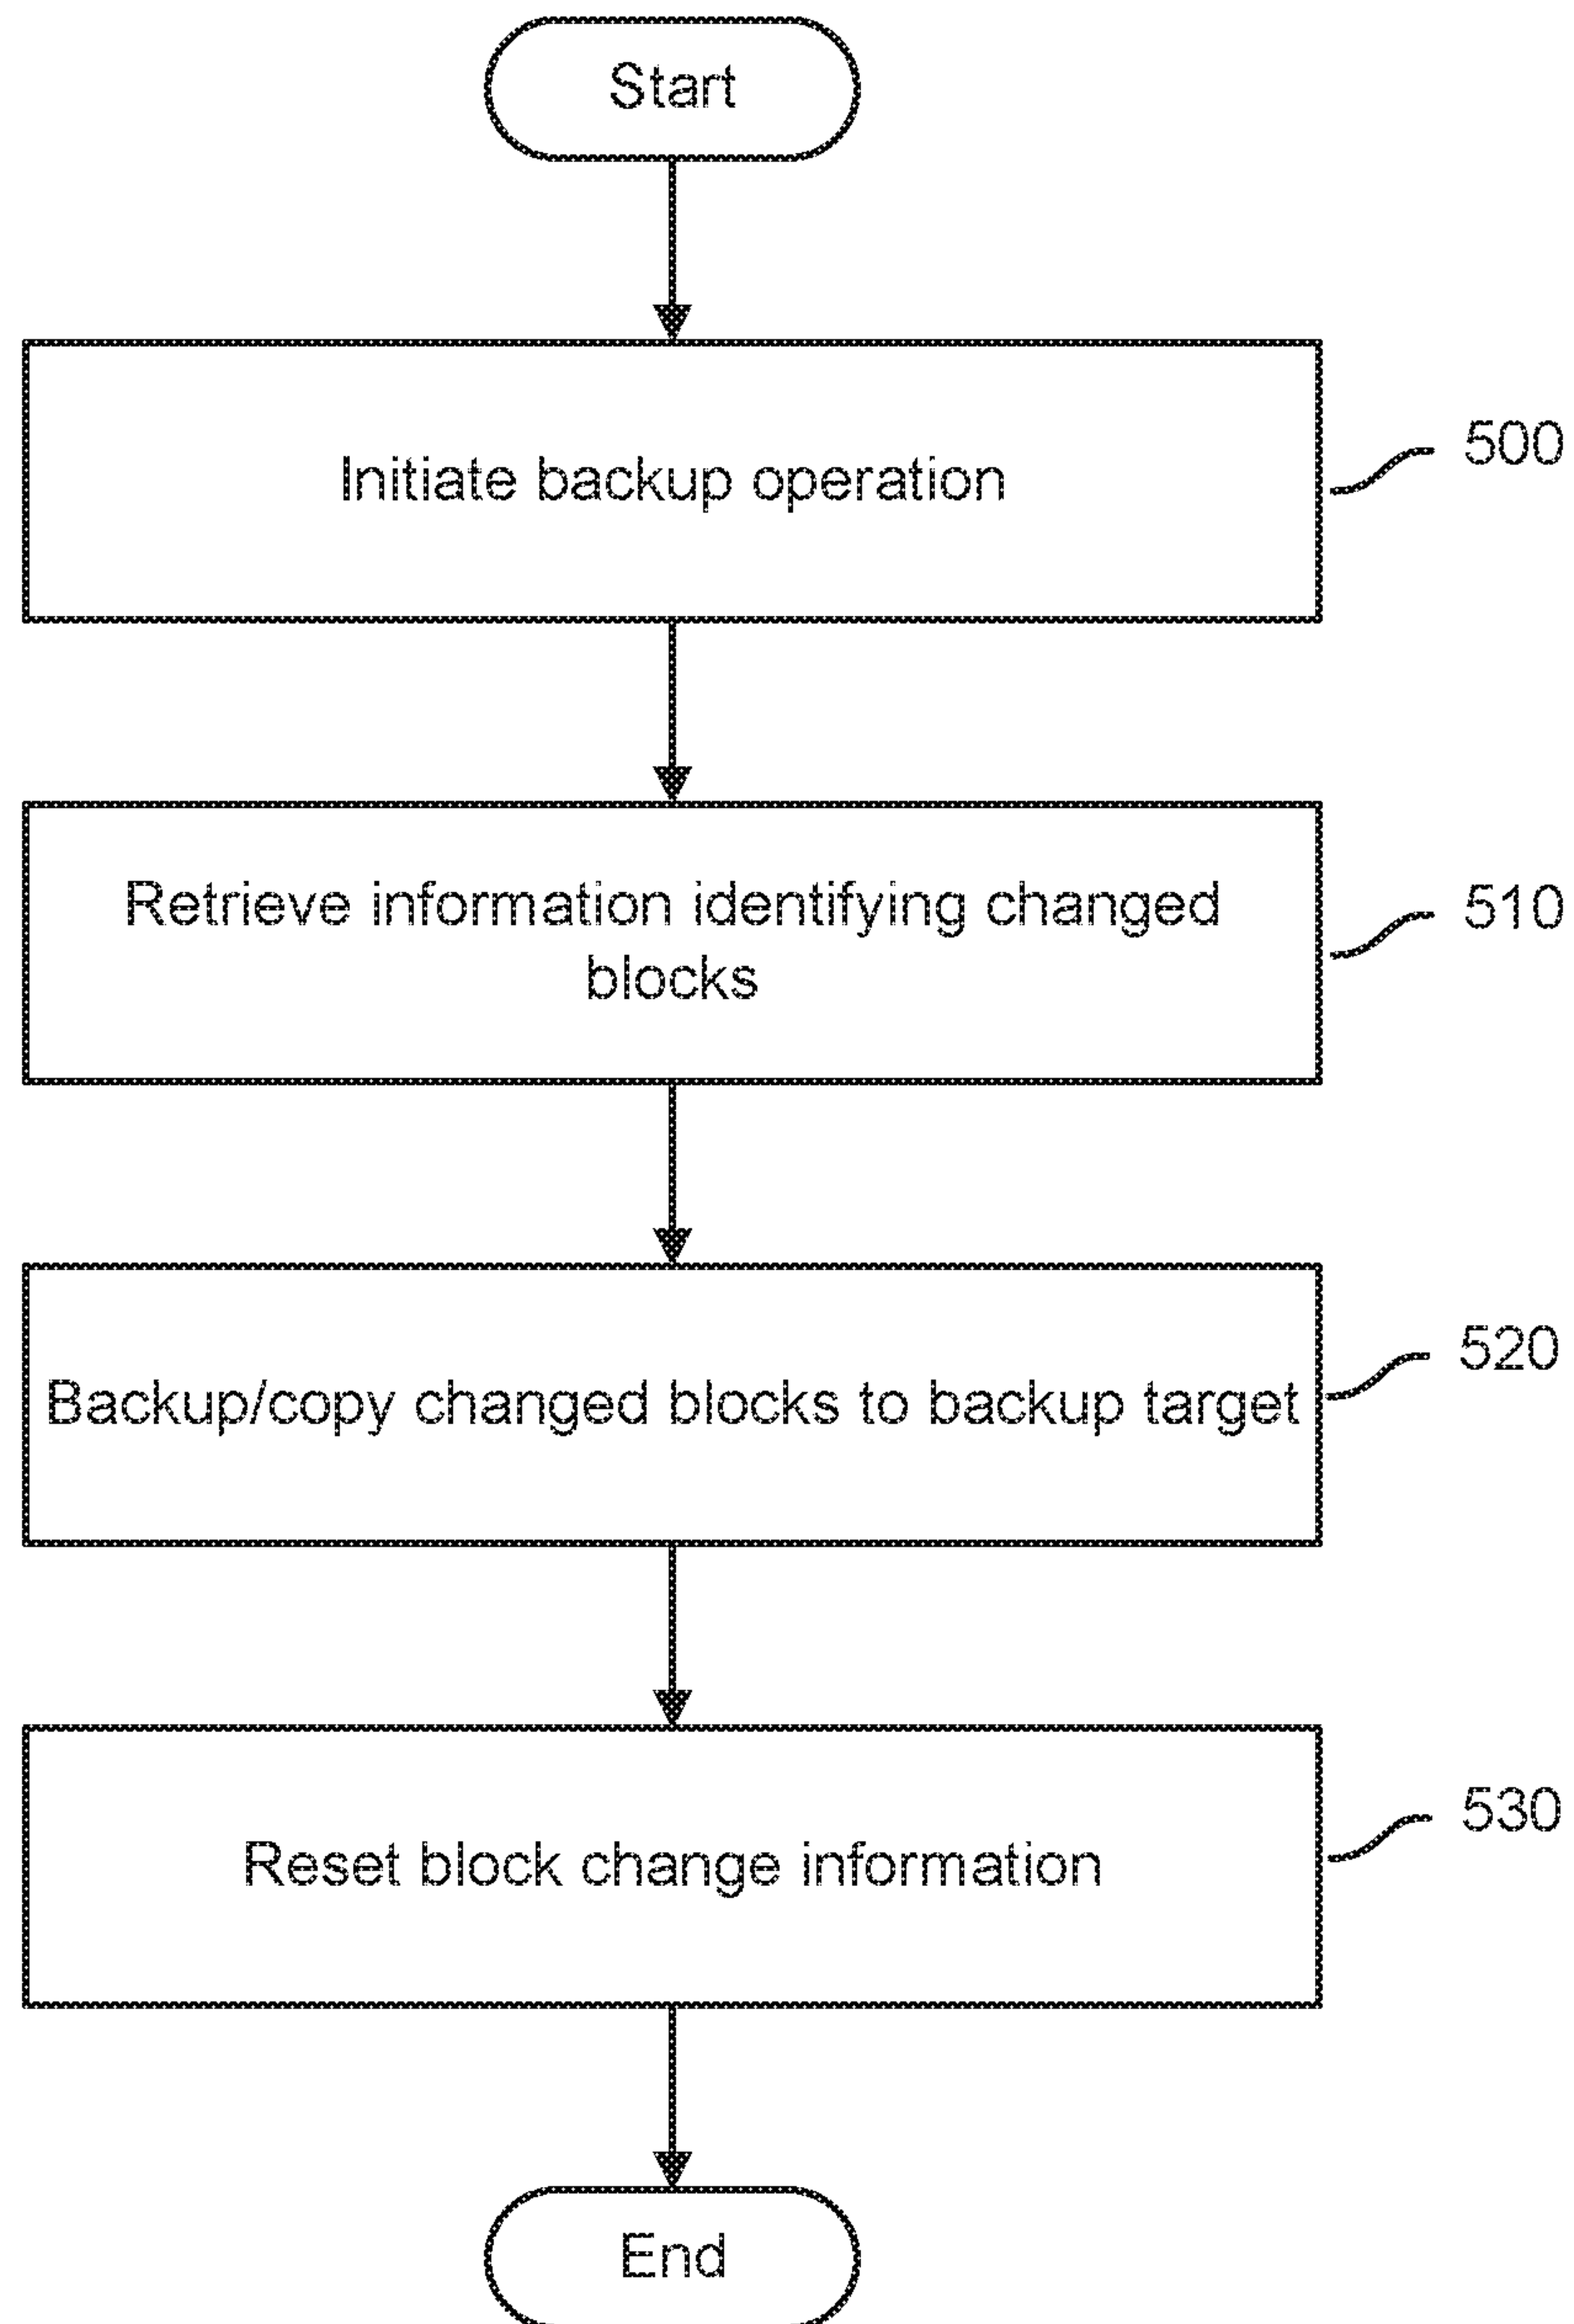 Start
Initiate backup operation
500
Retrieve information identifying changed
blocks
510
Backup/copy changed blocks to backup target
520
Reset block change information
530
End